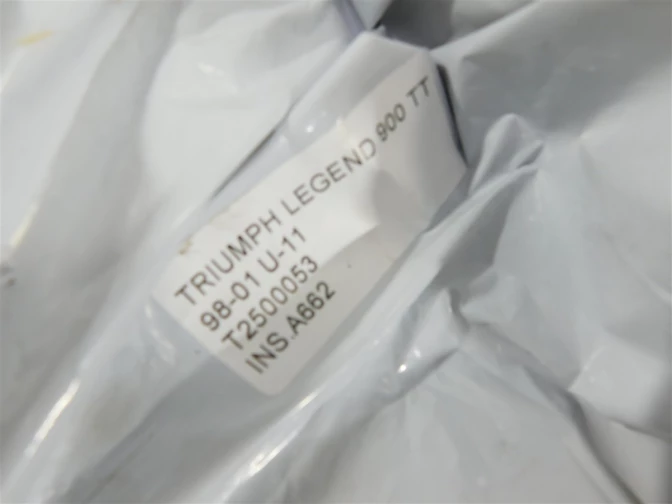 TRIUMPH LEGEND 900 TT
98-01 U-11
T2500053
INS.A662